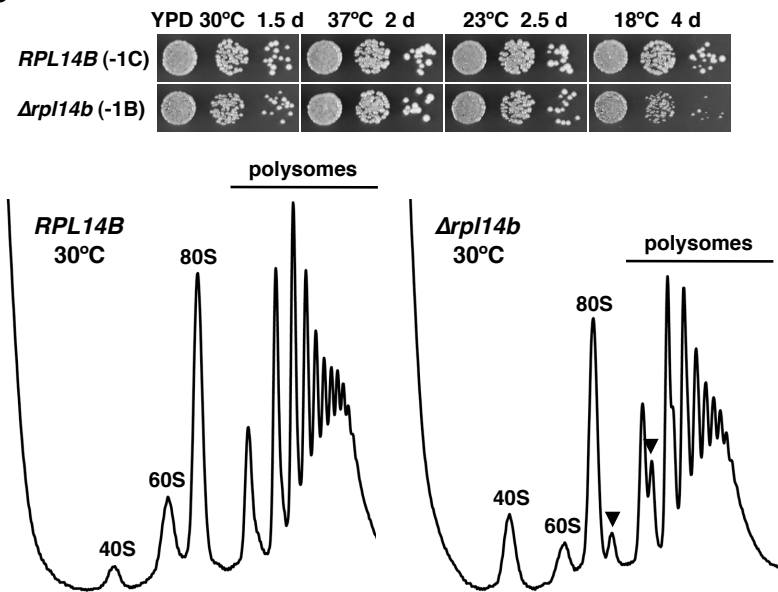 YPD 30ºC 1.5 d 37ºC 2 d 23ºC 2.5 d 18ºC 4 d
RPL14B (-1C)
Δrpl14b (-1B)
polysomes
RPL14B
30ºC
80S
60S
40S
Δrpl14b
30ºC
polysomes
80S
40S
60S